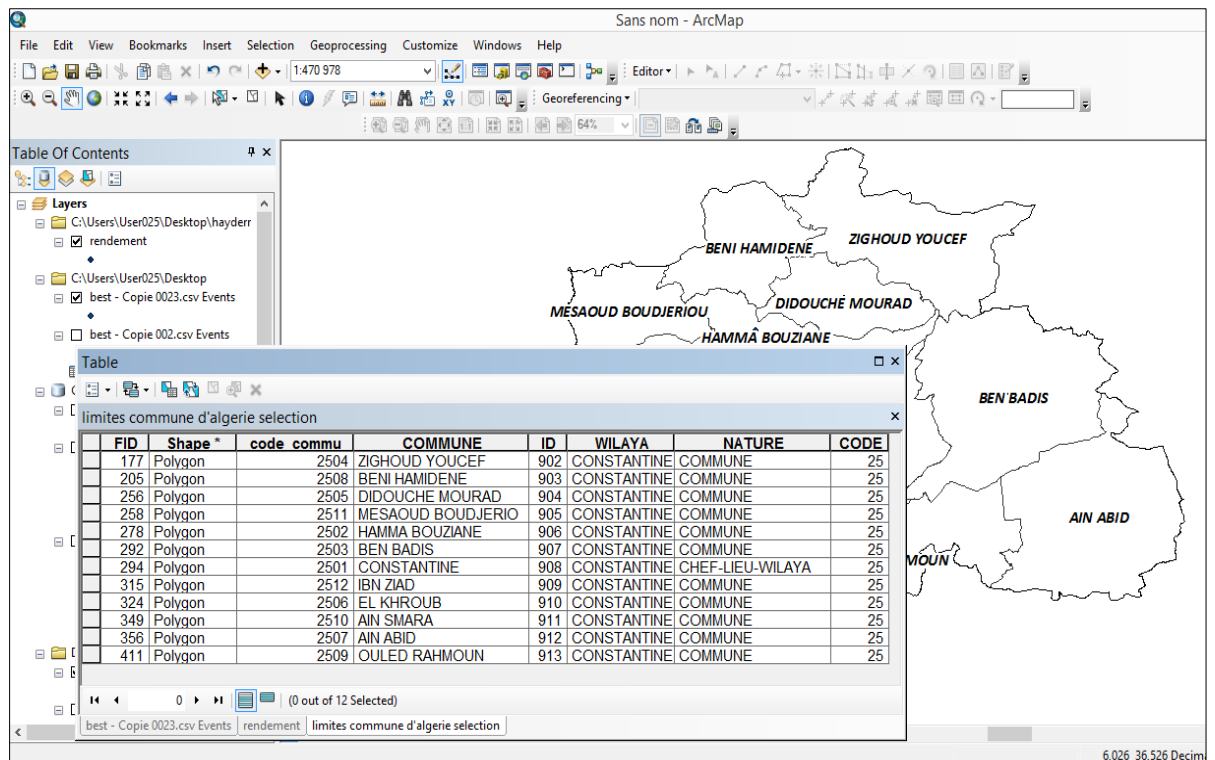 Sans nom - ArcMap
File Edit View Bookmarks Insert Selection Geoprocessing Customize Windows Help
1:470 978
Editor
Georeferencing
64%
Table Of Contents
Layers
C:\Users\User025\Desktop\hayderr
rendement
C:\Users\User025\Desktop
best - Copie 0023.csv Events
best - Copie 002.csv Events
BENI HAMIDENE
ZIGHOUD YOUCEF
MESAOUD BOUDJERIOU
DIDOUCHE MOURAD
HAMMÂ BOUZIANE
BEN BADIS
AIN ABID
MOUN
Table
limites commune d'algerie selection
FID Shape * code_commu COMMUNE ID WILAYA NATURE CODE
177 Polygon 2504 ZIGHOUD YOUCEF 902 CONSTANTINE COMMUNE 25
205 Polygon 2508 BENI HAMIDENE 903 CONSTANTINE COMMUNE 25
256 Polygon 2505 DIDOUCHE MOURAD 904 CONSTANTINE COMMUNE 25
258 Polygon 2511 MESAOUD BOUDJERIO 905 CONSTANTINE COMMUNE 25
278 Polygon 2502 HAMMA BOUZIANE 906 CONSTANTINE COMMUNE 25
292 Polygon 2503 BEN BADIS 907 CONSTANTINE COMMUNE 25
294 Polygon 2501 CONSTANTINE 908 CONSTANTINE CHEF-LIEU-WILAYA 25
315 Polygon 2512 IBN ZIAD 909 CONSTANTINE COMMUNE 25
324 Polygon 2506 EL KHROUB 910 CONSTANTINE COMMUNE 25
349 Polygon 2510 AIN SMARA 911 CONSTANTINE COMMUNE 25
356 Polygon 2507 AIN ABID 912 CONSTANTINE COMMUNE 25
411 Polygon 2509 OULED RAHMOUN 913 CONSTANTINE COMMUNE 25
0 (0 out of 12 Selected)
best - Copie 0023.csv Events rendement limites commune d'algerie selection
6,026 36,526 Decima